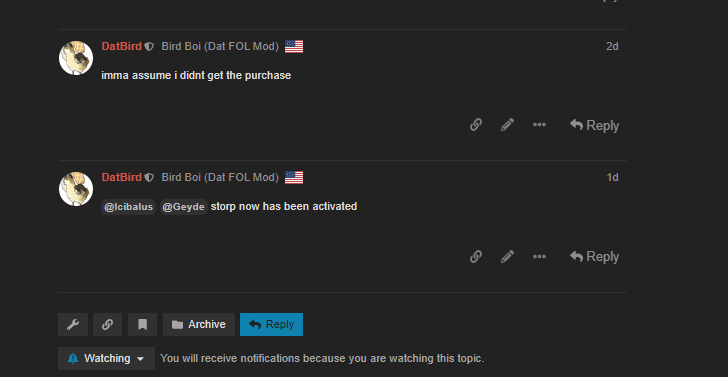 DatBird Bird Boi (Dat FOL Mod) 2d
imma assume i didnt get the purchase
Reply
DatBird Bird Boi (Dat FOL Mod) 1d
@Icibalus @Geyde storp now has been activated
Reply
Archive Reply
Watching You will receive notifications because you are watching this topic.